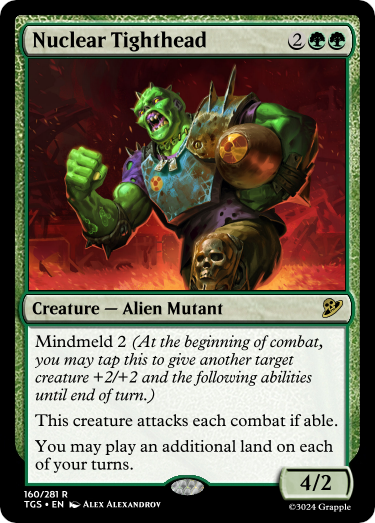 Nuclear Tighthead 2
Creature — Alien Mutant
Mindmeld 2 (At the beginning of combat,
you may tap this to give another target
creature +2/+2 and the following abilities
until end of turn.)
This creature attacks each combat if able.
You may play an additional land on each
of your turns.
4/2
160/281 R
TGS • EN Alex Alexandrov
©3024 Grapple